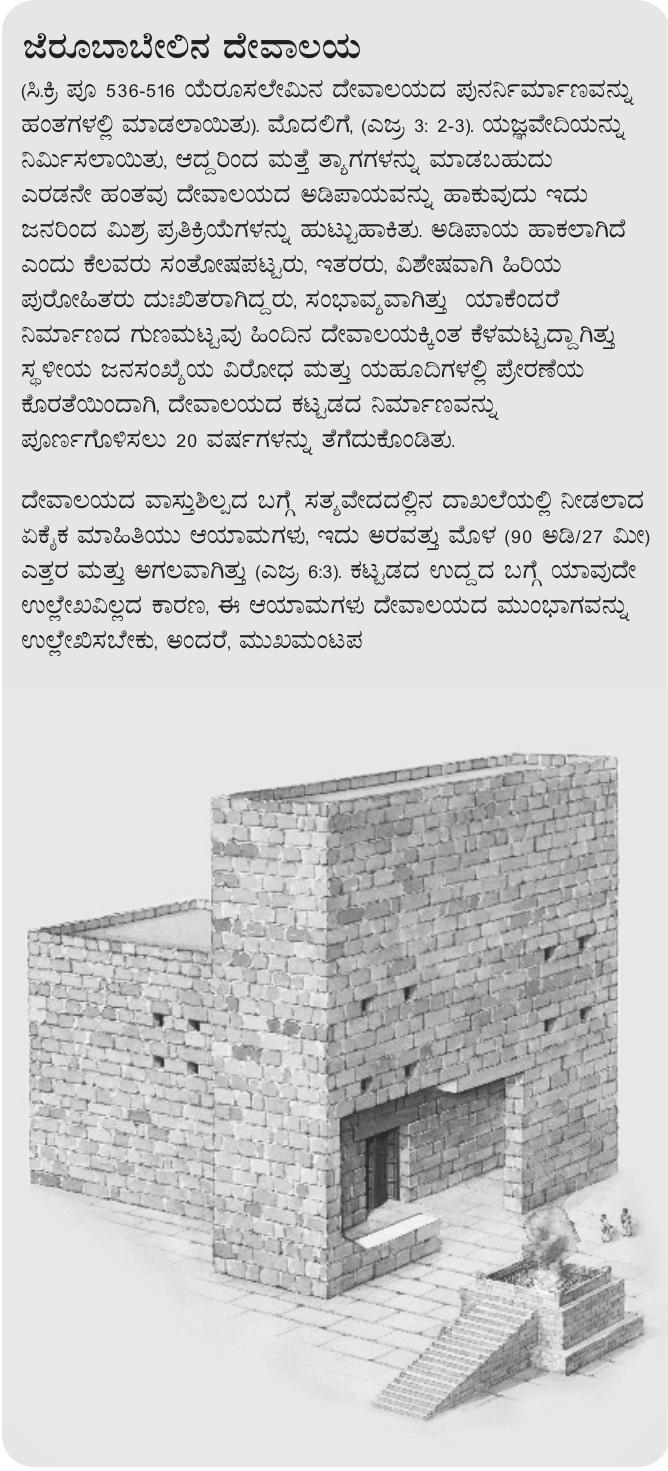 ಜೆರೂಬಾಬೇಲಿನ ದೇವಾಲಯ
(ಸಿ.ಕ್ರಿ ಪೂ 536-516 ಯೆರೂಸಲೇಮಿನ ದೇವಾಲಯದ ಪುನರ್ನಿರ್ಮಾಣವನ್ನು
ಹಂತಗಳಲ್ಲಿ ಮಾಡಲಾಯಿತು). ಮೊದಲಿಗೆ, (ಎಜ್ರ 3: 2-3). ಯಜ್ಞವೇದಿಯನ್ನು
ನಿರ್ಮಿಸಲಾಯಿತು, ಆದ್ದರಿಂದ ಮತ್ತೆ ತ್ಯಾಗಗಳನ್ನು ಮಾಡಬಹುದು
ಎರಡನೇ ಹಂತವು ದೇವಾಲಯದ ಅಡಿಪಾಯವನ್ನು ಹಾಕುವುದು ಇದು
ಜನರಿಂದ ಮಿಶ್ರ ಪ್ರತಿಕ್ರಿಯೆಗಳನ್ನು ಹುಟ್ಟುಹಾಕಿತು. ಅಡಿಪಾಯ ಹಾಕಲಾಗಿದೆ
ಎಂದು ಕೆಲವರು ಸಂತೋಷಪಟ್ಟರು, ಇತರರು, ವಿಶೇಷವಾಗಿ ಹಿರಿಯ
ಪುರೋಹಿತರು ದುಃಖಿತರಾಗಿದ್ದರು, ಸಂಭಾವ್ಯವಾಗಿತ್ತು ಯಾಕೆಂದರೆ
ನಿರ್ಮಾಣದ ಗುಣಮಟ್ಟವು ಹಿಂದಿನ ದೇವಾಲಯಕ್ಕಿಂತ ಕೆಳಮಟ್ಟದ್ದಾಗಿತ್ತು
ಸ್ಥಳೀಯ ಜನಸಂಖ್ಯೆಯ ವಿರೋಧ ಮತ್ತು ಯಹೂದಿಗಳಲ್ಲಿ ಪ್ರೇರಣೆಯ
ಕೊರತೆಯಿಂದಾಗಿ, ದೇವಾಲಯದ ಕಟ್ಟಡದ ನಿರ್ಮಾಣವನ್ನು
ಪೂರ್ಣಗೊಳಿಸಲು 20 ವರ್ಷಗಳನ್ನು ತೆಗೆದುಕೊಂಡಿತು.
ದೇವಾಲಯದ ವಾಸ್ತುಶಿಲ್ಪದ ಬಗ್ಗೆ ಸತ್ಯವೇದದಲ್ಲಿನ ದಾಖಲೆಯಲ್ಲಿ ನೀಡಲಾದ
ಏಕೈಕ ಮಾಹಿತಿಯು ಆಯಾಮಗಳು, ಇದು ಅರವತ್ತು ಮೊಳ (90 ಅಡಿ/27 ಮೀ)
ಎತ್ತರ ಮತ್ತು ಅಗಲವಾಗಿತ್ತು (ಎಜ್ರ 6:3). ಕಟ್ಟಡದ ಉದ್ದದ ಬಗ್ಗೆ ಯಾವುದೇ
ಉಲ್ಲೇಖವಿಲ್ಲದ ಕಾರಣ, ಈ ಆಯಾಮಗಳು ದೇವಾಲಯದ ಮುಂಭಾಗವನ್ನು
ಉಲ್ಲೇಖಿಸಬೇಕು, ಅಂದರೆ, ಮುಖಮಂಟಪ